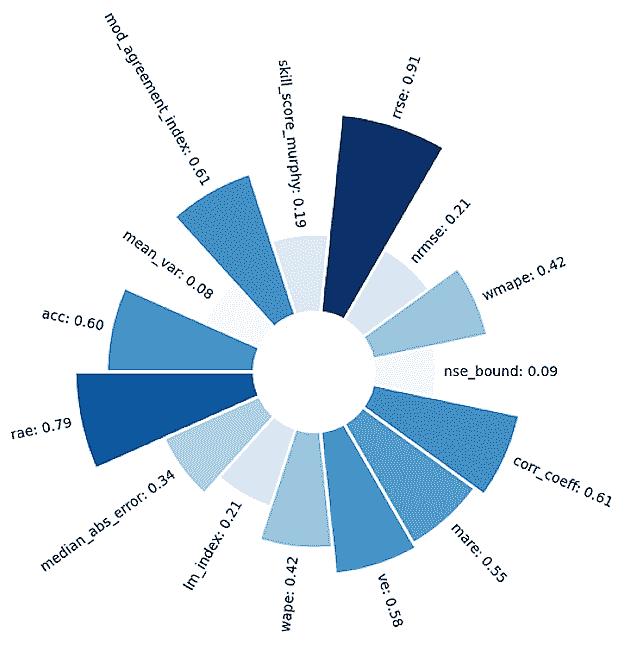 mod_agreement_index: 0.61
skill_score_murphy: 0.19
rrse: 0.91
nrmse: 0.21
wmape: 0.42
nse_bound: 0.09
corr_coeff: 0.61
mare: 0.55
ve: 0.58
wape: 0.42
lm_index: 0.21
median_abs_error: 0.34
rae: 0.79
acc: 0.60
mean_var: 0.08